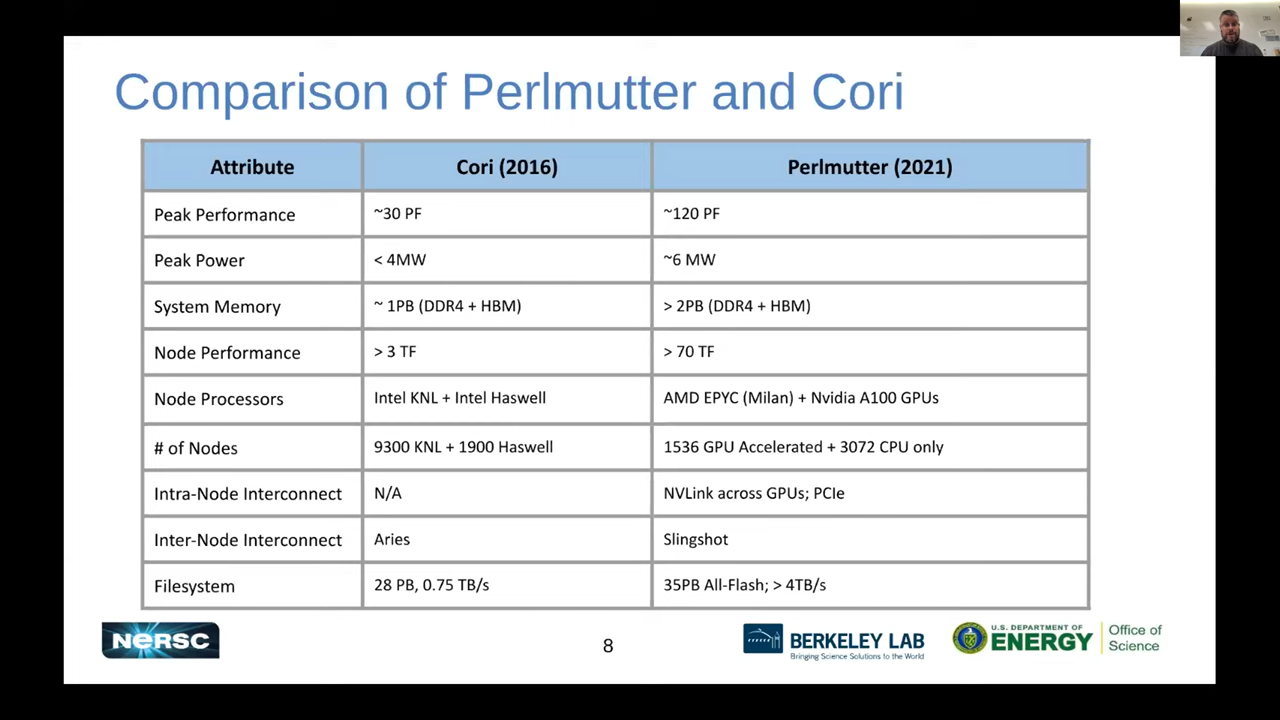 Comparison of Perlmutter and Cori
Attribute Cori (2016) Perlmutter (2021)
Peak Performance ~30 PF ~120 PF
Peak Power < 4MW ~6 MW
System Memory ~ 1PB (DDR4 + HBM) > 2PB (DDR4 + HBM)
Node Performance > 3 TF > 70 TF
Node Processors Intel KNL + Intel Haswell AMD EPYC (Milan) + Nvidia A100 GPUs
# of Nodes 9300 KNL + 1900 Haswell 1536 GPU Accelerated + 3072 CPU only
Intra-Node Interconnect N/A NVLink across GPUs; PCIe
Inter-Node Interconnect Aries Slingshot
Filesystem 28 PB, 0.75 TB/s 35PB All-Flash; > 4TB/s
NERSC
8
BERKELEY LAB
Bringing Science Solutions to the World
U.S. DEPARTMENT OF
ENERGY
Office of
Science